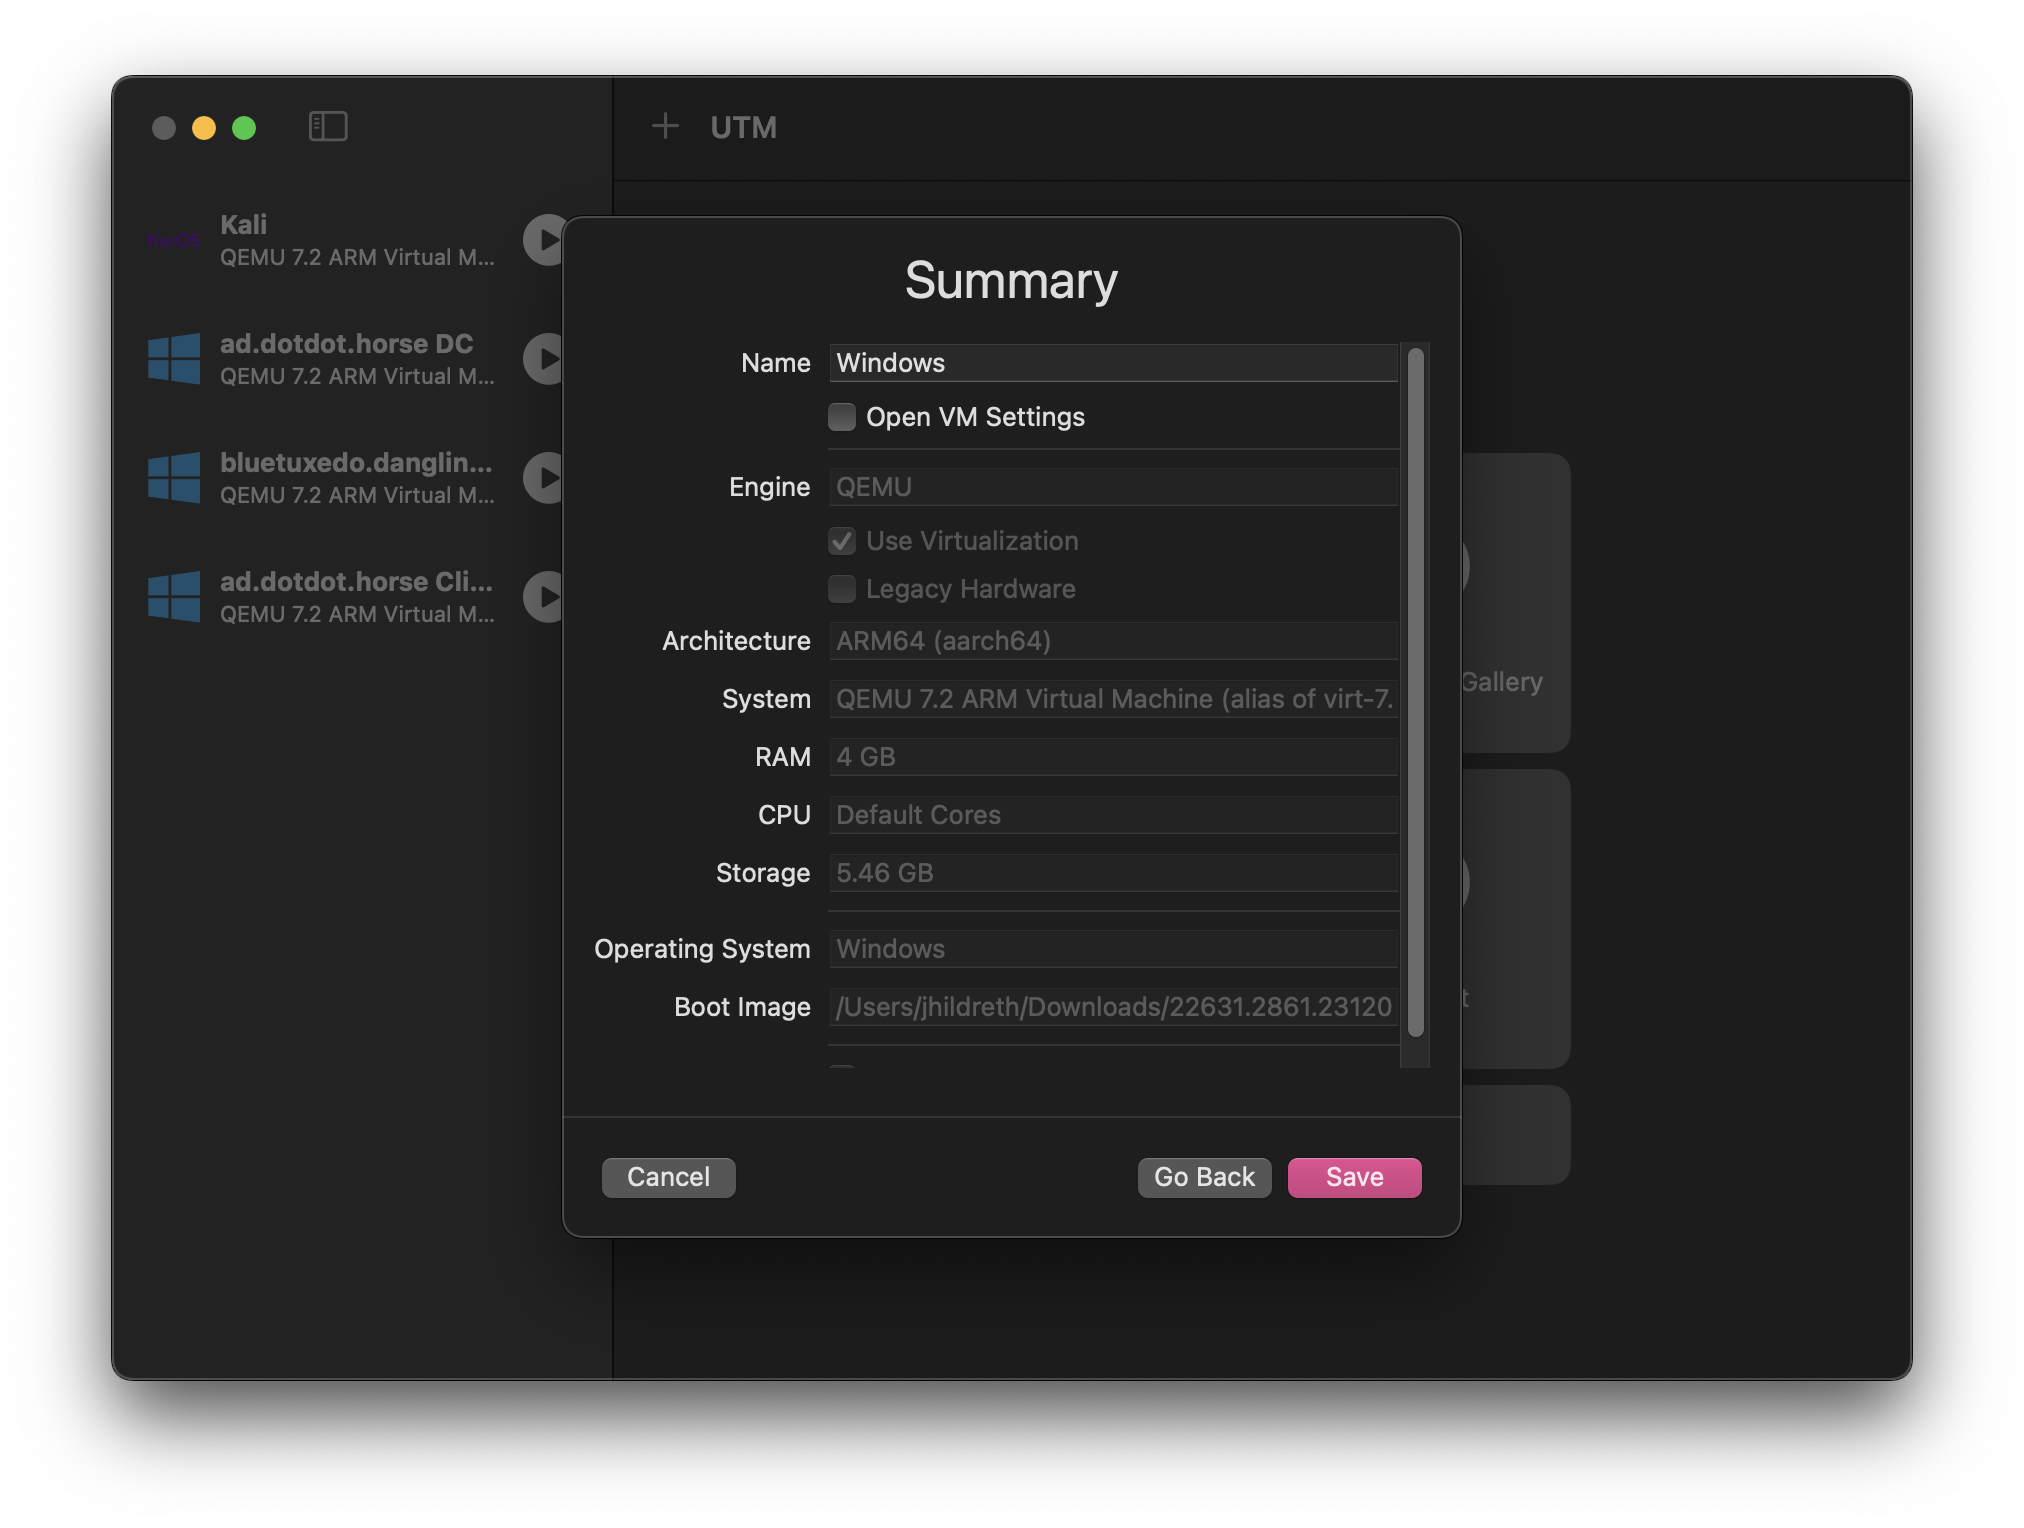 UTM
Kali
QEMU 7.2 ARM Virtual M...
ad.dotdot.horse DC
QEMU 7.2 ARM Virtual M...
bluetuxedo.danglin...
QEMU 7.2 ARM Virtual M...
ad.dotdot.horse Cli...
QEMU 7.2 ARM Virtual M...
Summary
Name Windows
Open VM Settings
Engine QEMU
Use Virtualization
Legacy Hardware
Architecture ARM64 (aarch64)
System QEMU 7.2 ARM Virtual Machine (alias of virt-7.
RAM 4 GB
CPU Default Cores
Storage 5.46 GB
Operating System Windows
Boot Image /Users/jhildreth/Downloads/22631.2861.23120
Cancel Go Back Save
Gallery